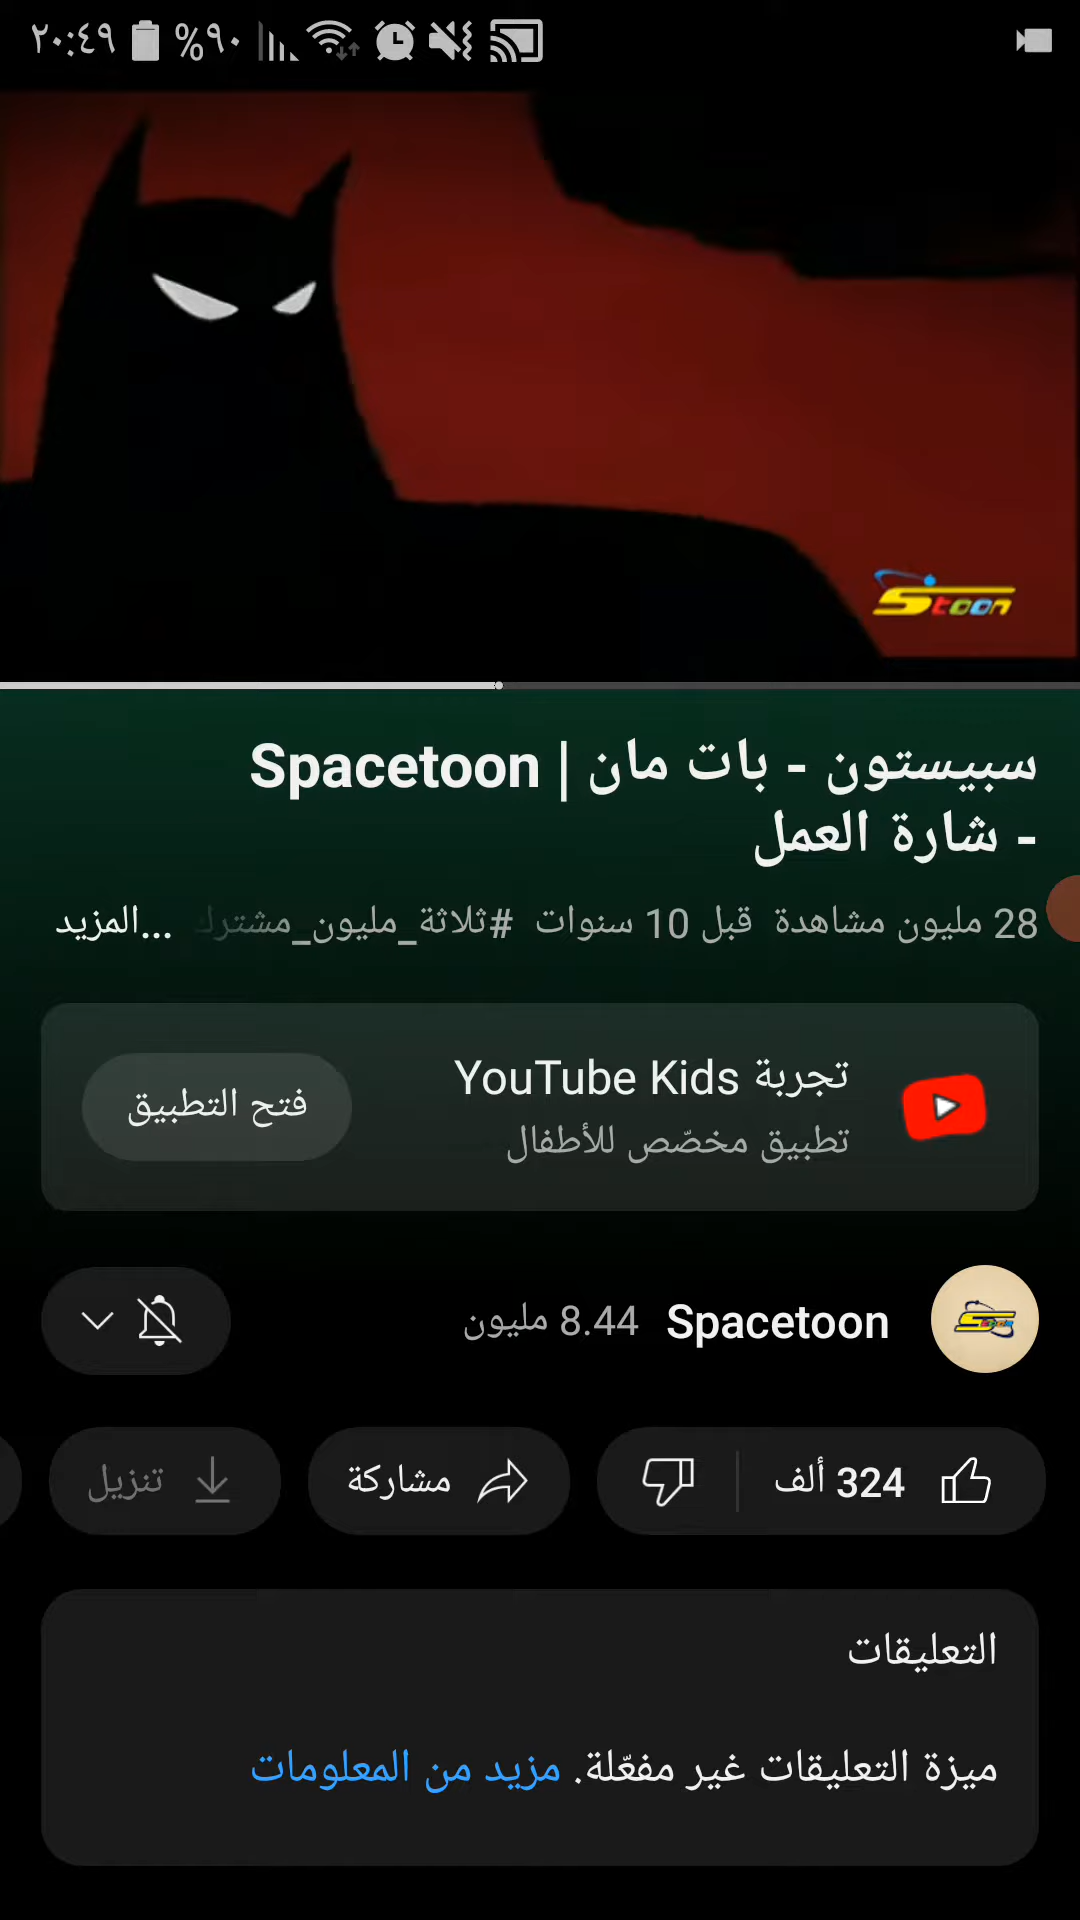 ٢٠:٤٩ %٩٠
Stoon
سبيستون - بات مان | Spacetoon
- شارة العمل
28 مليون مشاهدة قبل 10 سنوات #ثلاثة_مليون_مشترك ...المزيد
تجربة YouTube Kids
تطبيق مخصّص للأطفال
فتح التطبيق
Spacetoon 8.44 مليون
324 ألف
مشاركة
تنزيل
التعليقات
ميزة التعليقات غير مفعّلة. مزيد من المعلومات